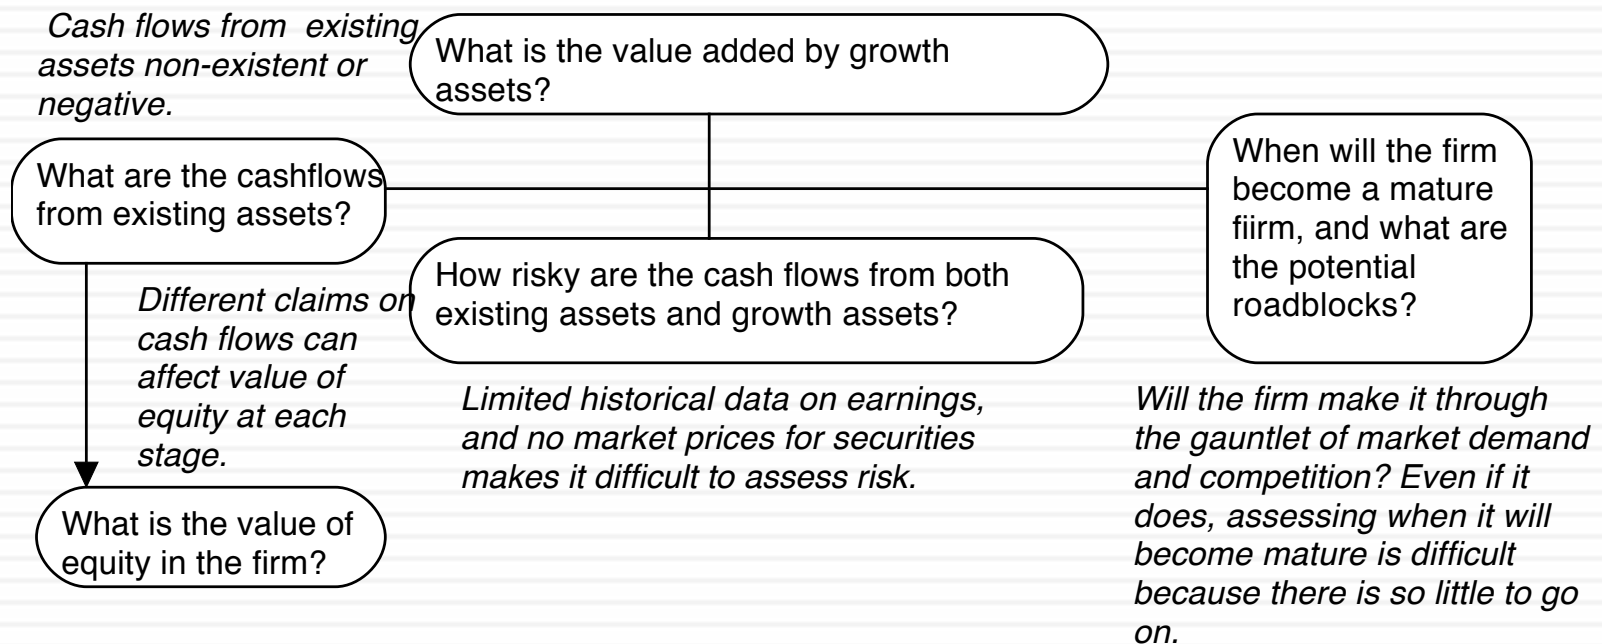 Cash flows from  existing
assets non-existent or
negative.
What is the value added by growth
assets?
What are the cashflows
from existing assets?
When will the firm
become a mature
fiirm, and what are
the potential
roadblocks?
How risky are the cash flows from both
existing assets and growth assets?
Different claims on
cash flows can
affect value of
equity at each
stage.
Limited historical data on earnings,
and no market prices for securities
makes it difficult to assess risk.
Will the firm make it through
the gauntlet of market demand
and competition? Even if it
does, assessing when it will
become mature is difficult
because there is so little to go
on.
What is the value of
equity in the firm?